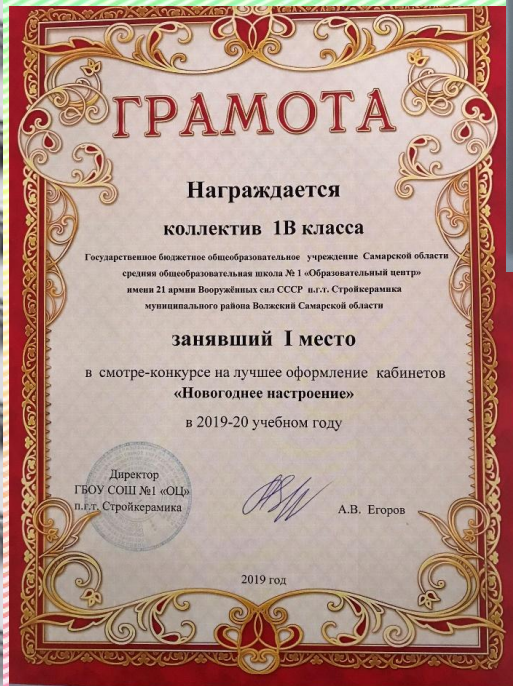 ГРАМОТА
Награждается
коллектив 1В класса
Государственное бюджетное общеобразовательное учреждение Самарской области
средняя общеобразовательная школа № 1 «Образовательный центр»
имени 21 армии Вооружённых сил СССР п.г.т. Стройкерамика
муниципального района Волжский Самарской области
занявший I место
в смотре-конкурсе на лучшее оформление кабинетов
«Новогоднее настроение»
в 2019-20 учебном году
Директор
ГБОУ СОШ №1 «ОЦ»
п.г.т. Стройкерамика
А.В. Егоров
2019 год